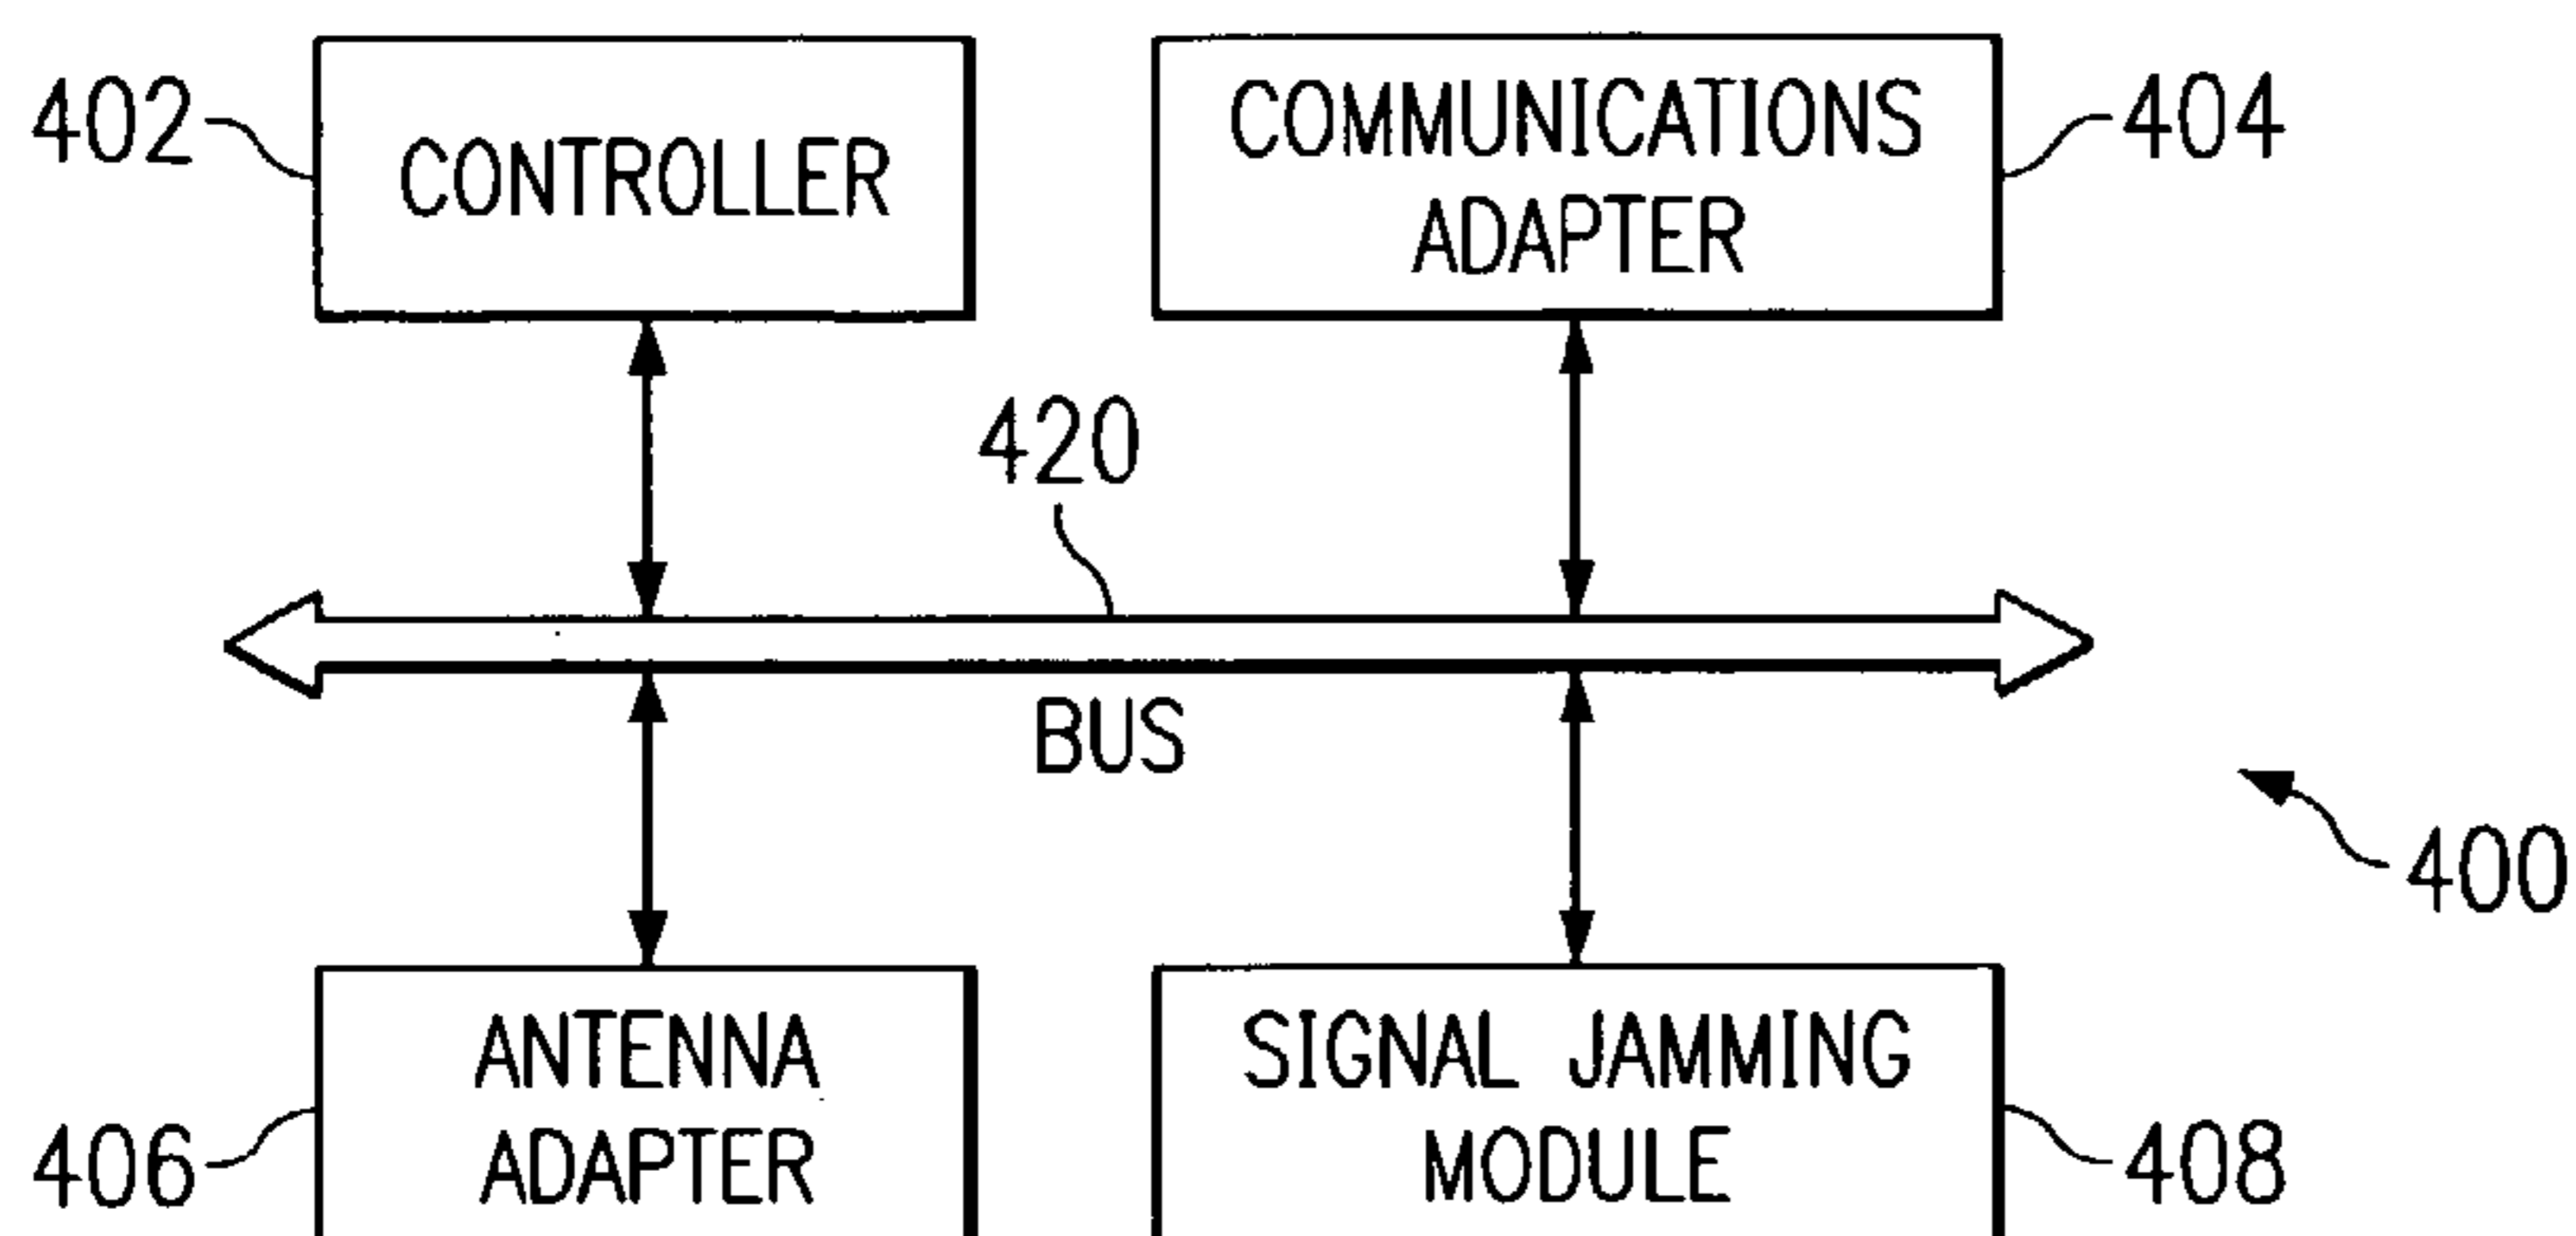 402
CONTROLLER
COMMUNICATIONS
ADAPTER
404
420
BUS
400
406
ANTENNA
ADAPTER
SIGNAL JAMMING
MODULE
408